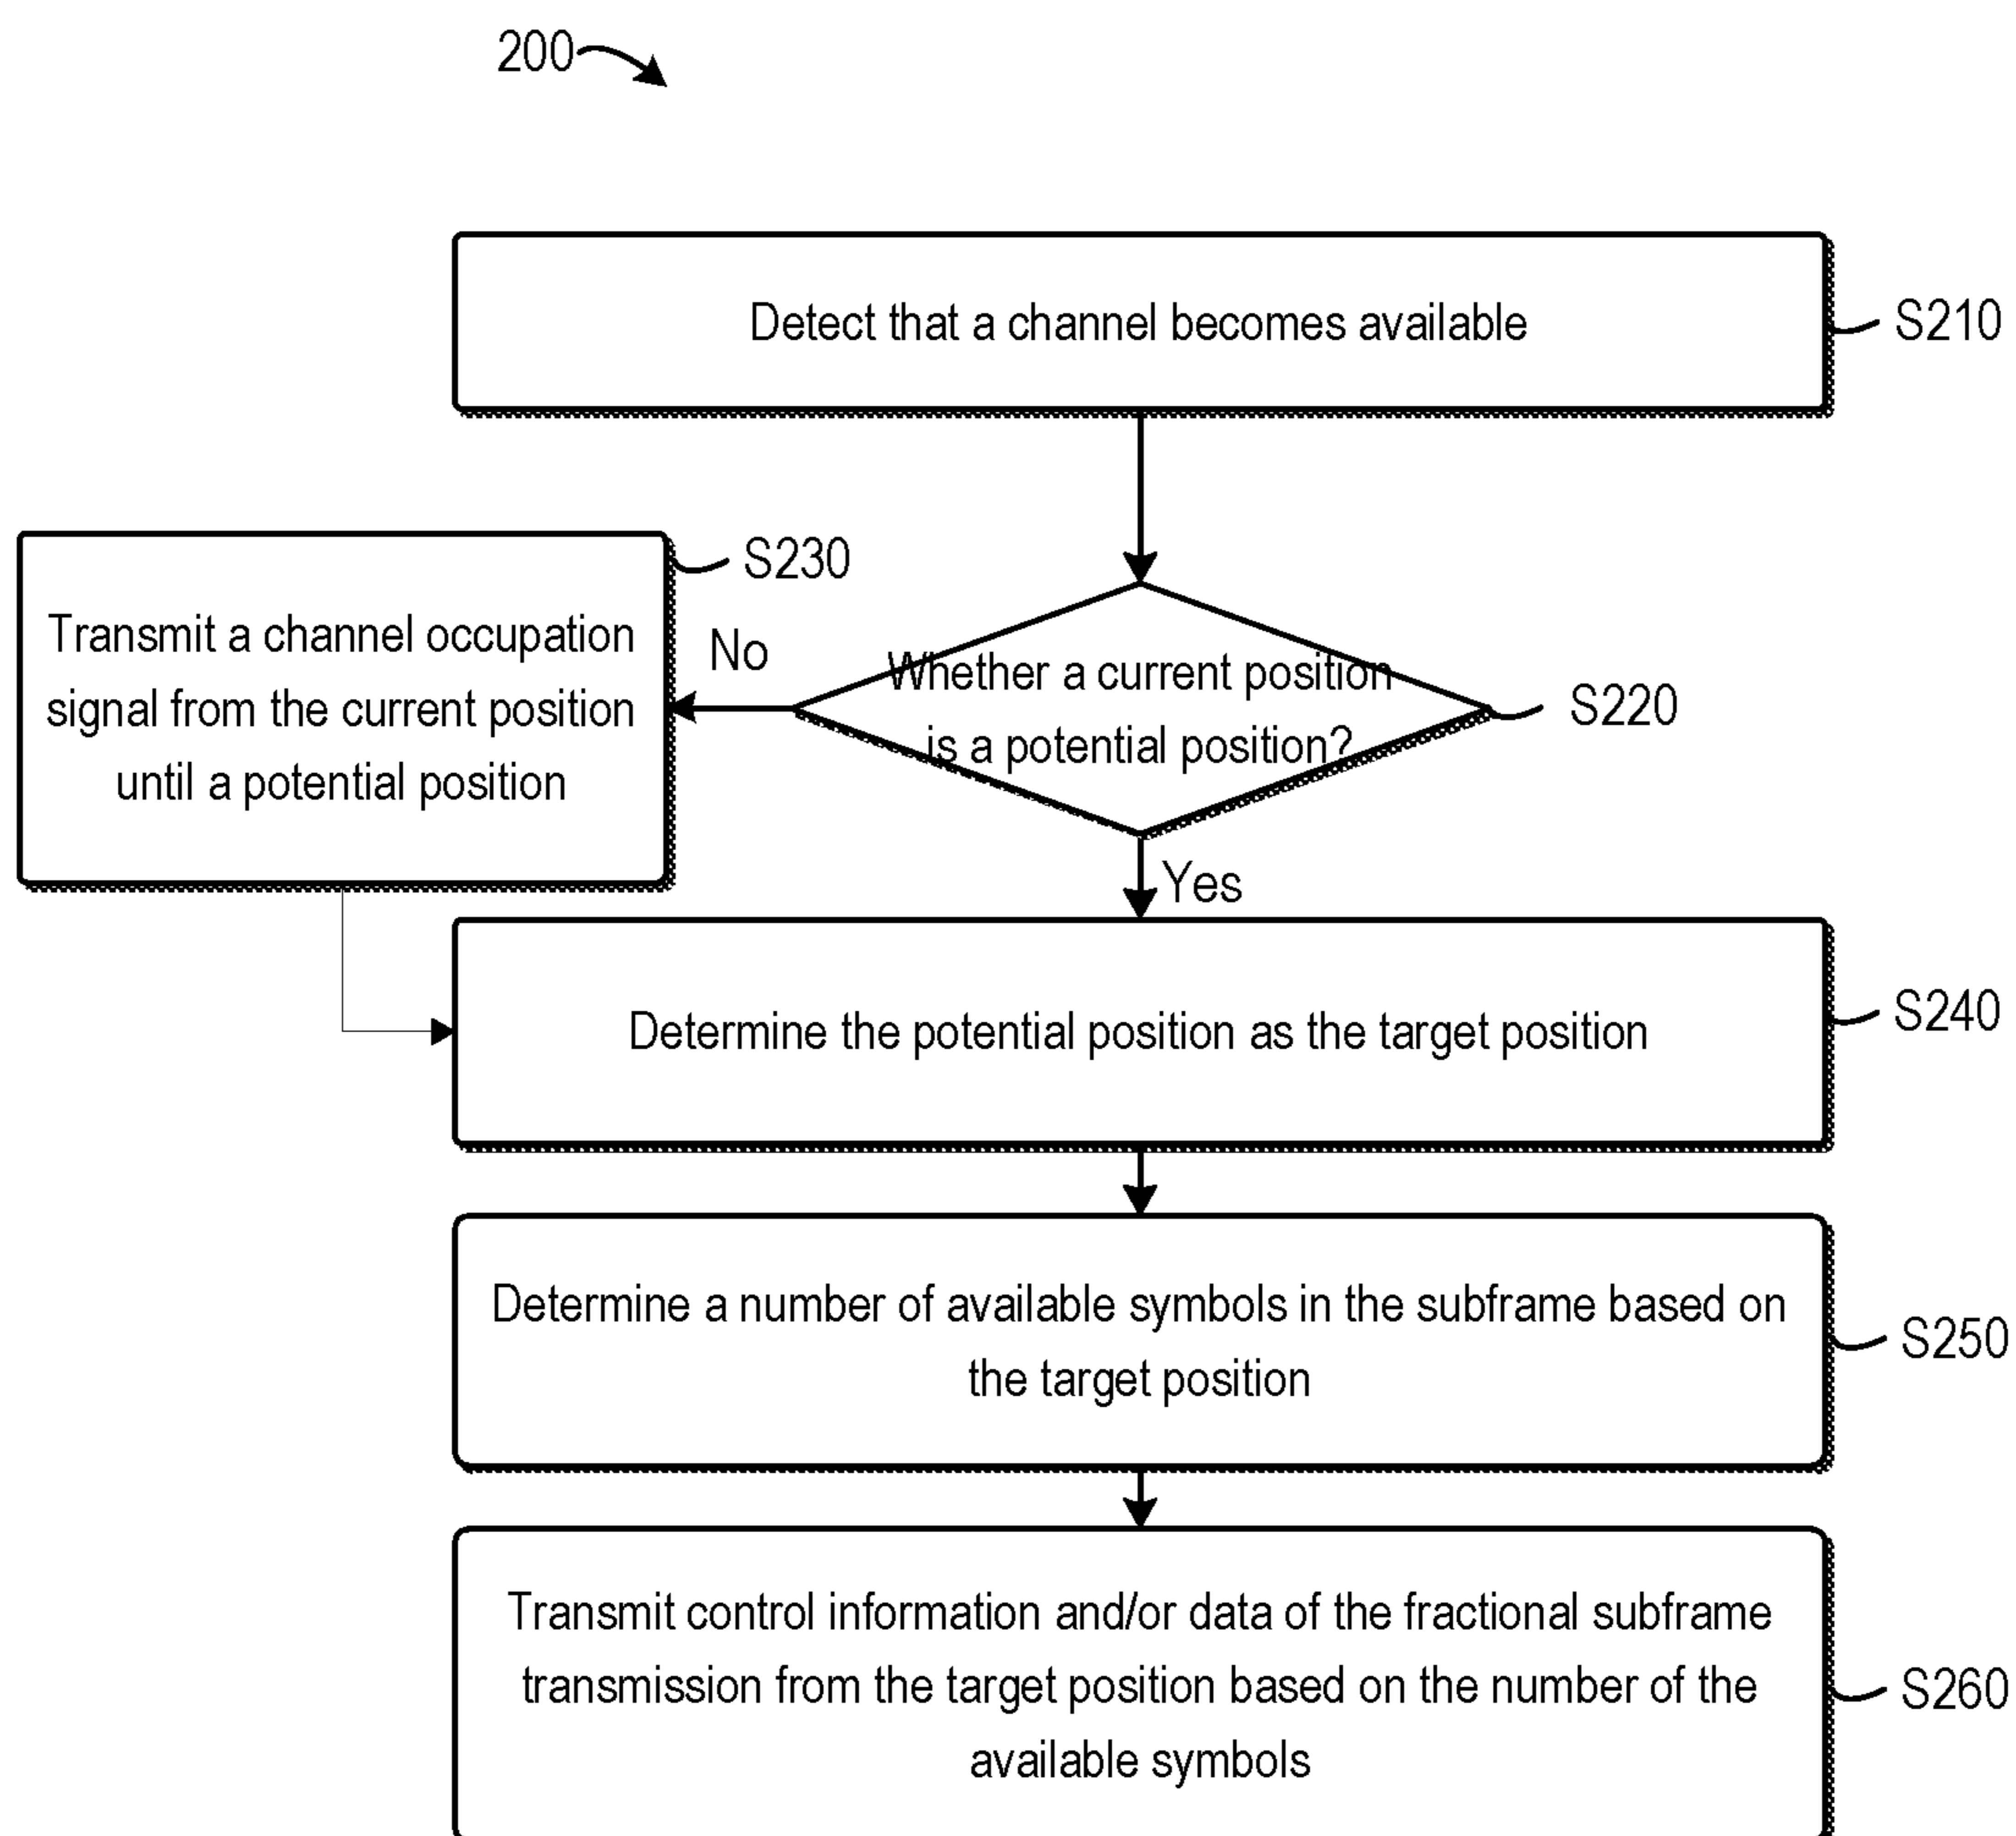 200
Detect that a channel becomes available
S210
S230
Transmit a channel occupation
signal from the current position
until a potential position
No
Whether a current position
is a potential position?
S220
Yes
Determine the potential position as the target position
S240
Determine a number of available symbols in the subframe based on
the target position
S250
Transmit control information and/or data of the fractional subframe
transmission from the target position based on the number of the
available symbols
S260